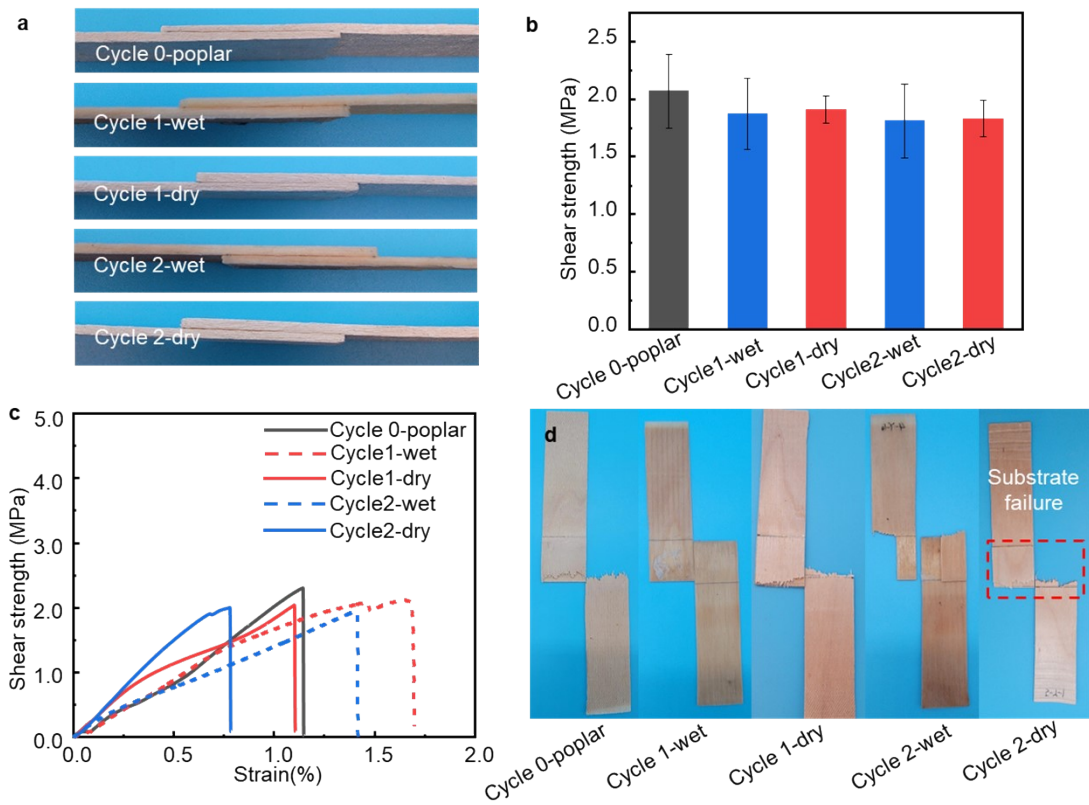 a
Cycle 0-poplar
Cycle 1-wet
Cycle 1-dry
Cycle 2-wet
Cycle 2-dry
b
Shear strength (MPa)
2.5
2.0
1.5
1.0
0.5
0.0
Cycle 0-poplar
Cycle1-wet
Cycle1-dry
Cycle2-wet
Cycle2-dry
c
Shear strength (MPa)
5.0
4.0
3.0
2.0
1.0
0.0
0.0
0.5
1.0
1.5
2.0
Strain(%)
Cycle 0-poplar
Cycle1-wet
Cycle1-dry
Cycle2-wet
Cycle2-dry
d
Substrate
failure
Cycle 0-poplar
Cycle 1-wet
Cycle 1-dry
Cycle 2-wet
Cycle 2-dry